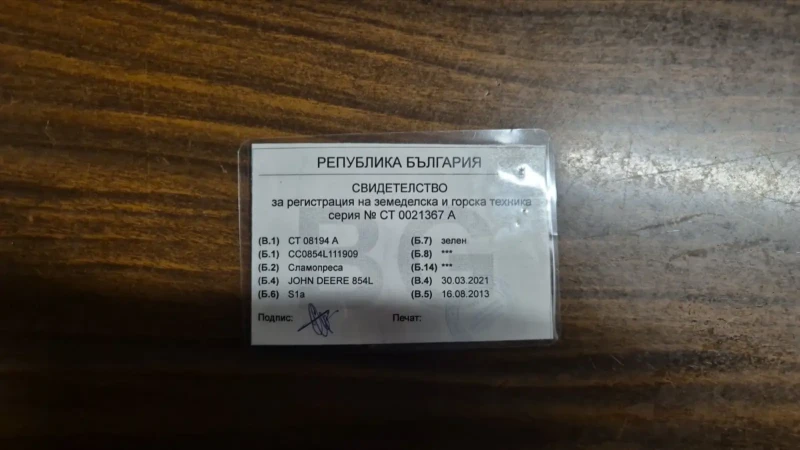 РЕПУБЛИКА БЪЛГАРИЯ
СВИДЕТЕЛСТВО
за регистрация на земеделска и горска техника
серия № СТ 0021367 А
(В.1) СТ 08194 А (Б.7) зелен
(Б.1) CC0854L111909 (Б.8) ***
(Б.2) Сламопреса (Б.14) ***
(Б.4) JOHN DEERE 854L (В.4) 30.03.2021
(Б.6) S1a (В.5) 16.08.2013
Подпис: Печат:
BG